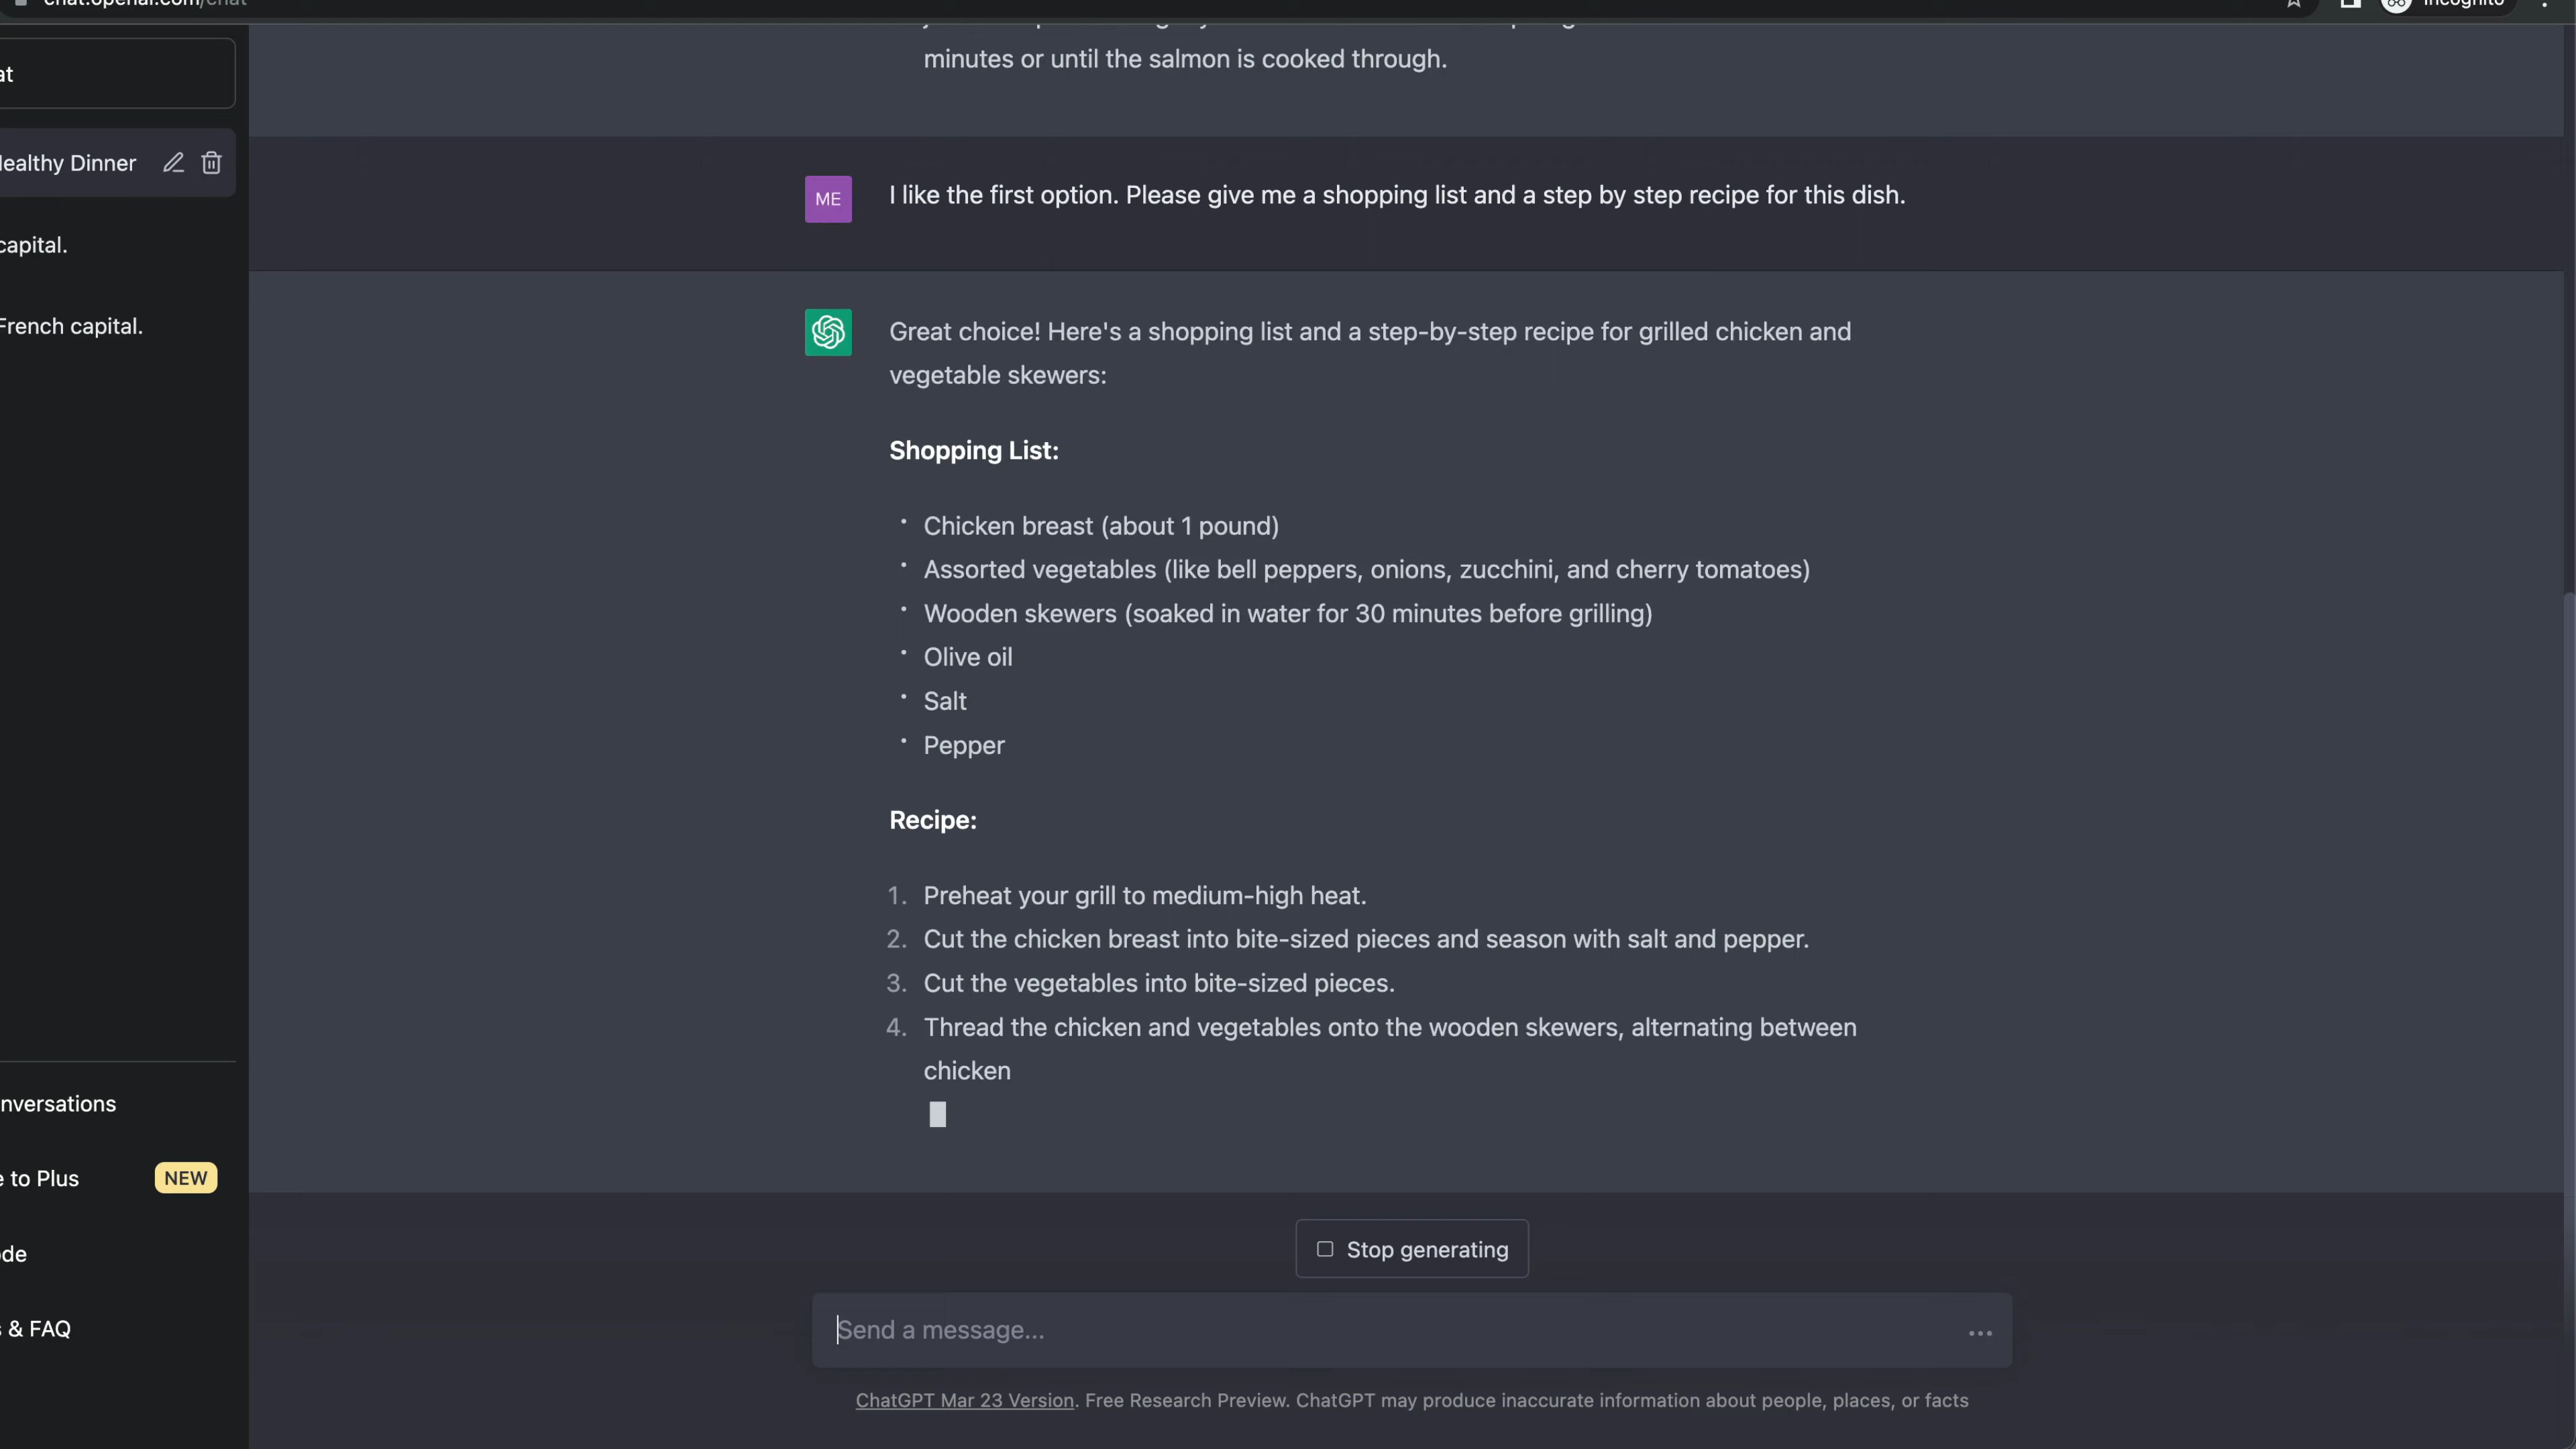 chat.openai.com/chat
Incognito
at
ealthy Dinner
capital.
French capital.
nversations
e to Plus
NEW
ode
s & FAQ
minutes or until the salmon is cooked through.
ME
I like the first option. Please give me a shopping list and a step by step recipe for this dish.
Great choice! Here's a shopping list and a step-by-step recipe for grilled chicken and
vegetable skewers:
Shopping List:
• Chicken breast (about 1 pound)
• Assorted vegetables (like bell peppers, onions, zucchini, and cherry tomatoes)
• Wooden skewers (soaked in water for 30 minutes before grilling)
• Olive oil
• Salt
• Pepper
Recipe:
1. Preheat your grill to medium-high heat.
2. Cut the chicken breast into bite-sized pieces and season with salt and pepper.
3. Cut the vegetables into bite-sized pieces.
4. Thread the chicken and vegetables onto the wooden skewers, alternating between
chicken
Stop generating
Send a message...
ChatGPT Mar 23 Version. Free Research Preview. ChatGPT may produce inaccurate information about people, places, or facts